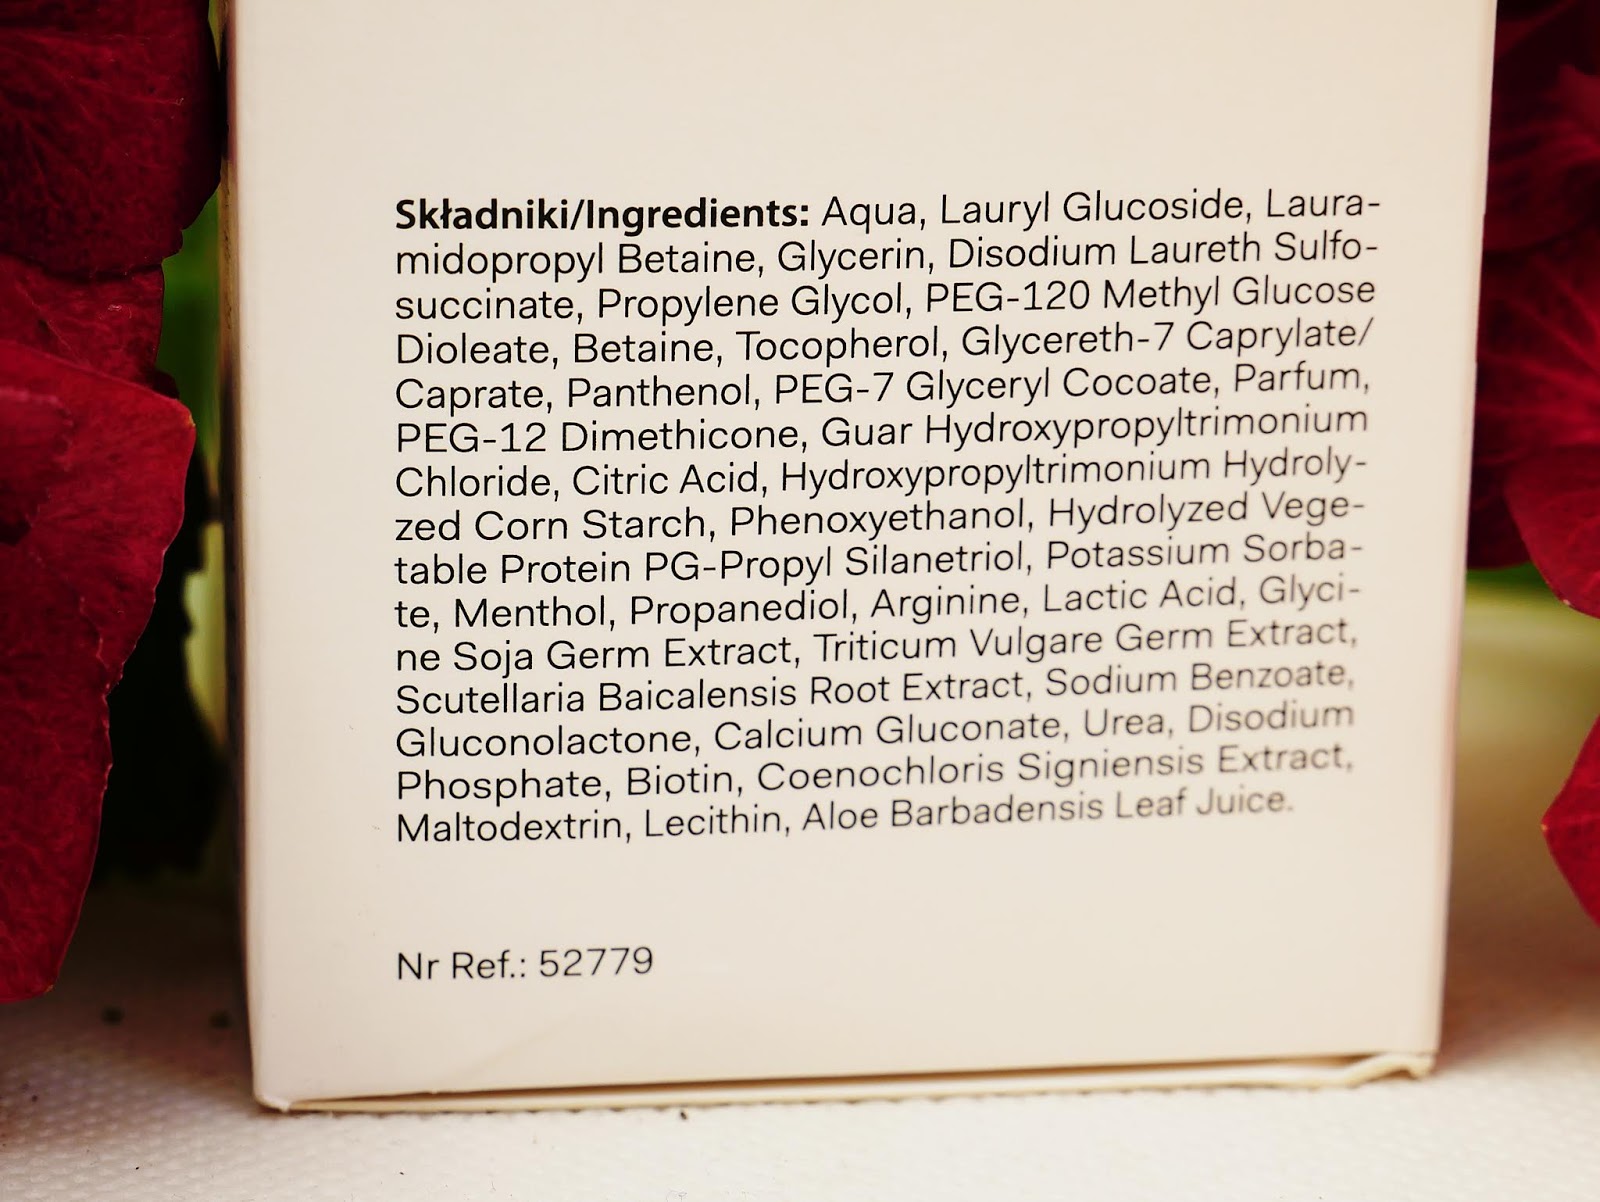 Składniki/Ingredients: Aqua, Lauryl Glucoside, Laura-
midopropyl Betaine, Glycerin, Disodium Laureth Sulfo-
succinate, Propylene Glycol, PEG-120 Methyl Glucose
Dioleate, Betaine, Tocopherol, Glycereth-7 Caprylate/
Caprate, Panthenol, PEG-7 Glyceryl Cocoate, Parfum,
PEG-12 Dimethicone, Guar Hydroxypropyltrimonium
Chloride, Citric Acid, Hydroxypropyltrimonium Hydroly-
zed Corn Starch, Phenoxyethanol, Hydrolyzed Vege-
table Protein PG-Propyl Silanetriol, Potassium Sorba-
te, Menthol, Propanediol, Arginine, Lactic Acid, Glyci-
ne Soja Germ Extract, Triticum Vulgare Germ Extract,
Scutellaria Baicalensis Root Extract, Sodium Benzoate,
Gluconolactone, Calcium Gluconate, Urea, Disodium
Phosphate, Biotin, Coenochloris Signiensis Extract,
Maltodextrin, Lecithin, Aloe Barbadensis Leaf Juice.
Nr Ref.: 52779